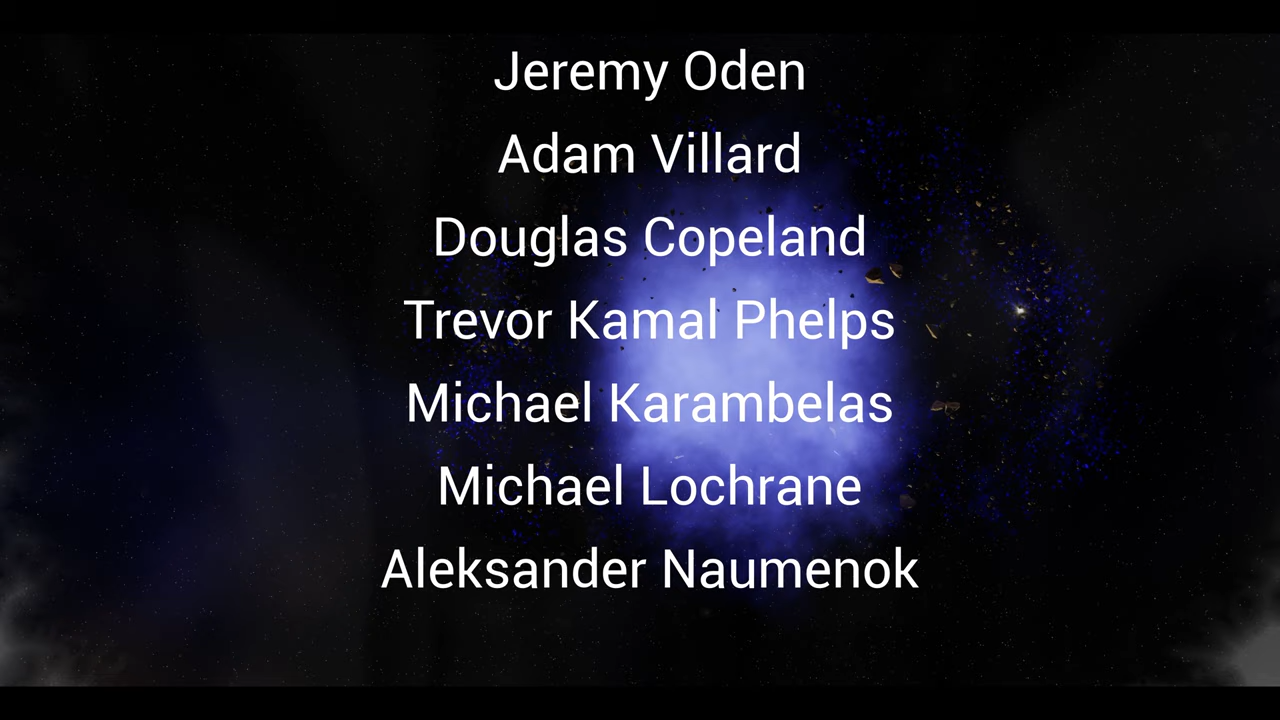 Jeremy Oden
Adam Villard
Douglas Copeland
Trevor Kamal Phelps
Michael Karambelas
Michael Lochrane
Aleksander Naumenok